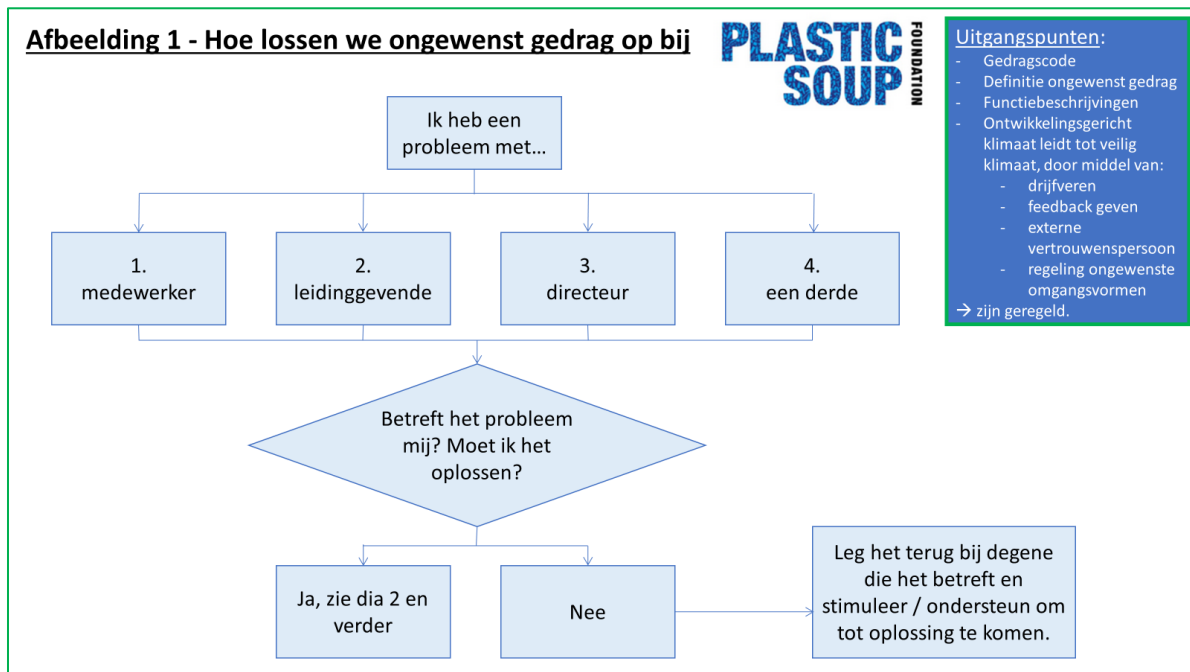 Afbeelding 1 - Hoe lossen we ongewenst gedrag op bij
PLASTIC
SOUP
FOUNDATION
Uitgangspunten:
- Gedragscode
- Definitie ongewenst gedrag
- Functiebeschrijvingen
- Ontwikkelingsgericht
klimaat leidt tot veilig
klimaat, door middel van:
- drijfveren
- feedback geven
- externe
vertrouwenspersoon
- regeling ongewenste
omgangsvormen
→ zijn geregeld.
Ik heb een
probleem met…
1.
medewerker
2.
leidinggevende
3.
directeur
4.
een derde
Betreft het probleem
mij? Moet ik het
oplossen?
Ja, zie dia 2 en
verder
Nee
Leg het terug bij degene
die het betreft en
stimuleer / ondersteun om
tot oplossing te komen.